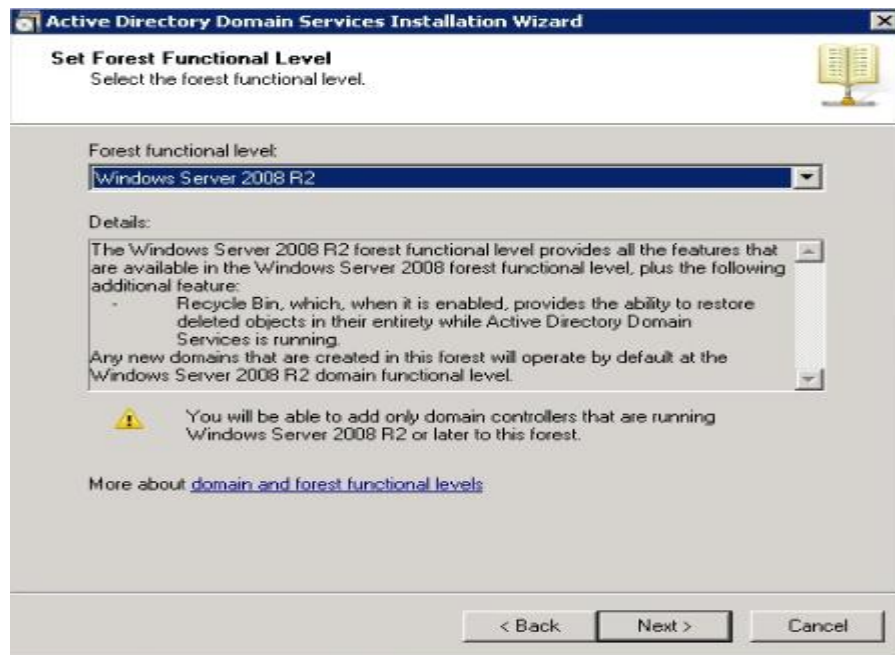 Active Directory Domain Services Installation Wizard
Set Forest Functional Level
Select the forest functional level.
Forest functional level:
Windows Server 2008 R2
Details:
The Windows Server 2008 R2 forest functional level provides all the features that
are available in the Windows Server 2008 forest functional level, plus the following
additional feature:
- Recycle Bin, which, when it is enabled, provides the ability to restore
deleted objects in their entirety while Active Directory Domain
Services is running.
Any new domains that are created in this forest will operate by default at the
Windows Server 2008 R2 domain functional level.
You will be able to add only domain controllers that are running
Windows Server 2008 R2 or later to this forest.
More about domain and forest functional levels
< Back
Next >
Cancel